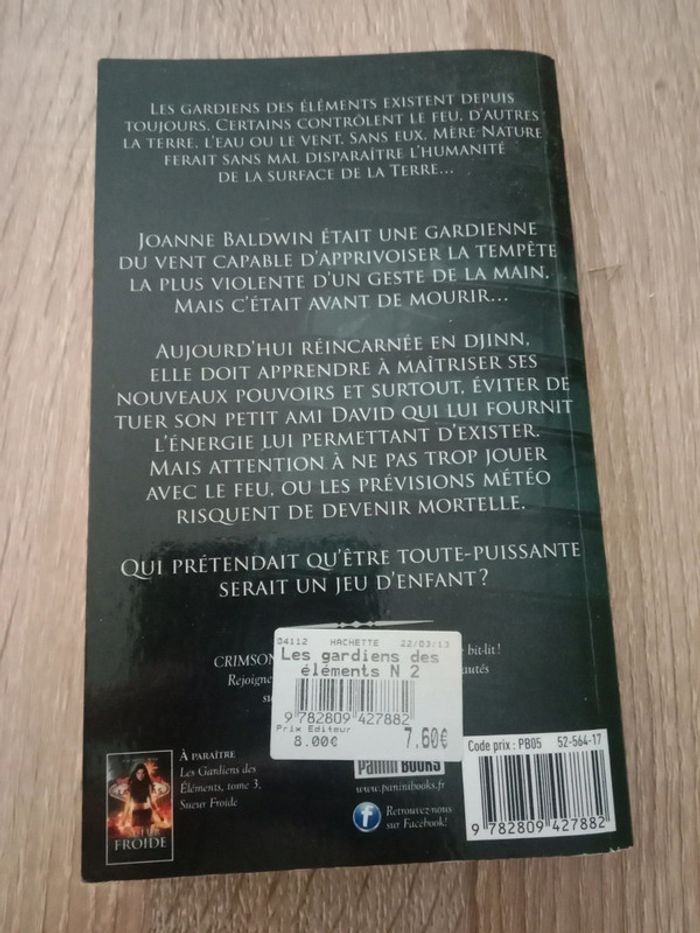 LES GARDIENS DES ÉLÉMENTS EXISTENT DEPUIS
TOUJOURS. CERTAINS CONTRÔLENT LE FEU, D'AUTRES
LA TERRE, L'EAU OU LE VENT. SANS EUX, MÈRE-NATURE
FERAIT SANS MAL DISPARAÎTRE L'HUMANITÉ
DE LA SURFACE DE LA TERRE...
JOANNE BALDWIN ÉTAIT UNE GARDIENNE
DU VENT CAPABLE D'APPRIVOISER LA TEMPÊTE
LA PLUS VIOLENTE D'UN GESTE DE LA MAIN.
MAIS C'ÉTAIT AVANT DE MOURIR...
AUJOURD'HUI RÉINCARNÉE EN DJINN,
ELLE DOIT APPRENDRE À MAÎTRISER SES
NOUVEAUX POUVOIRS ET SURTOUT, ÉVITER DE
TUER SON PETIT AMI DAVID QUI LUI FOURNIT
L'ÉNERGIE LUI PERMETTANT D'EXISTER.
MAIS ATTENTION À NE PAS TROP JOUER
AVEC LE FEU, OU LES PRÉVISIONS MÉTÉO
RISQUENT DE DEVENIR MORTELLE.
QUI PRÉTENDAIT QU'ÊTRE TOUTE-PUISSANTE
SERAIT UN JEU D'ENFANT ?
04112 HACHETTE 22/03/13
Les gardiens des
éléments N 2
9 782809 427882
Prix Editeur
8.00€ 7.60€
CRIMSON bit-lit !
Rejoigne
À PARAÎTRE
Les Gardiens des
Éléments, tome 3,
Sueur Froide
FROIDE
PANINI BOOKS
www.paninibooks.fr
f Retrouvez-nous
sur Facebook!
Code prix : PB05 52-564-17
9 782809 427882